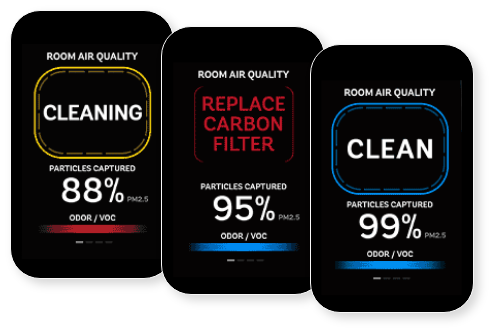 ROOM AIR QUALITY
CLEANING
PARTICLES CAPTURED
88% PM2.5
ODOR / VOC
ROOM AIR QUALITY
REPLACE
CARBON
FILTER
PARTICLES CAPTURED
95% PM2.5
ODOR / VOC
ROOM AIR QUALITY
CLEAN
PARTICLES CAPTURED
99% PM2.5
ODOR / VOC